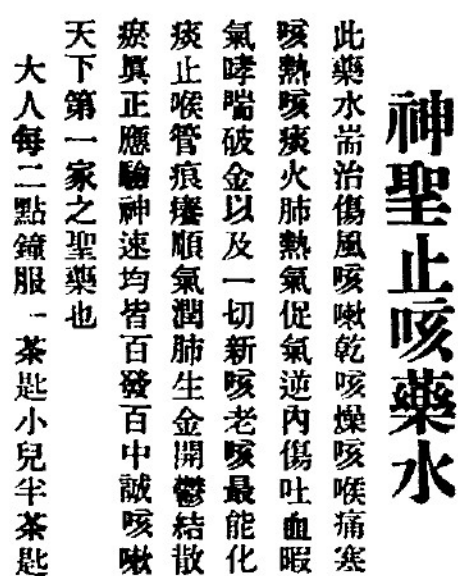 神聖止咳藥水
此藥水耑治傷風咳嗽乾咳燥咳喉痛塞
咳熱咳痰火肺熱氣促氣逆內傷吐血暇
氣哮喘破金以及一切新咳老咳最能化
痰止喉管痕癢順氣潤肺生金開鬱結散
瘀眞正應驗神速均皆百發百中誠咳嗽
天下第一家之聖藥也
大人每二點鐘服一茶匙小兒半茶匙